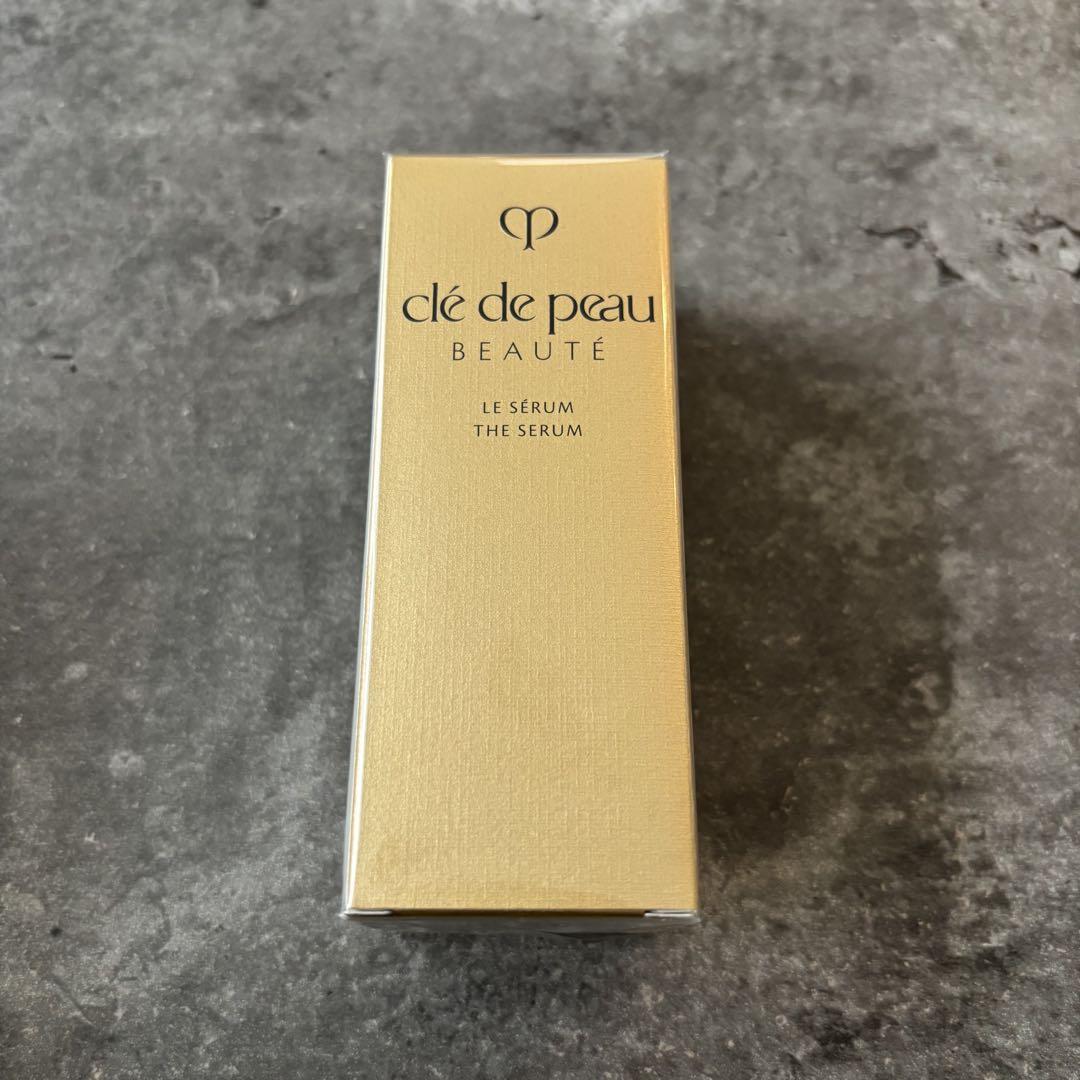 clé de peau
BEAUTÉ
LE SÉRUM
THE SERUM